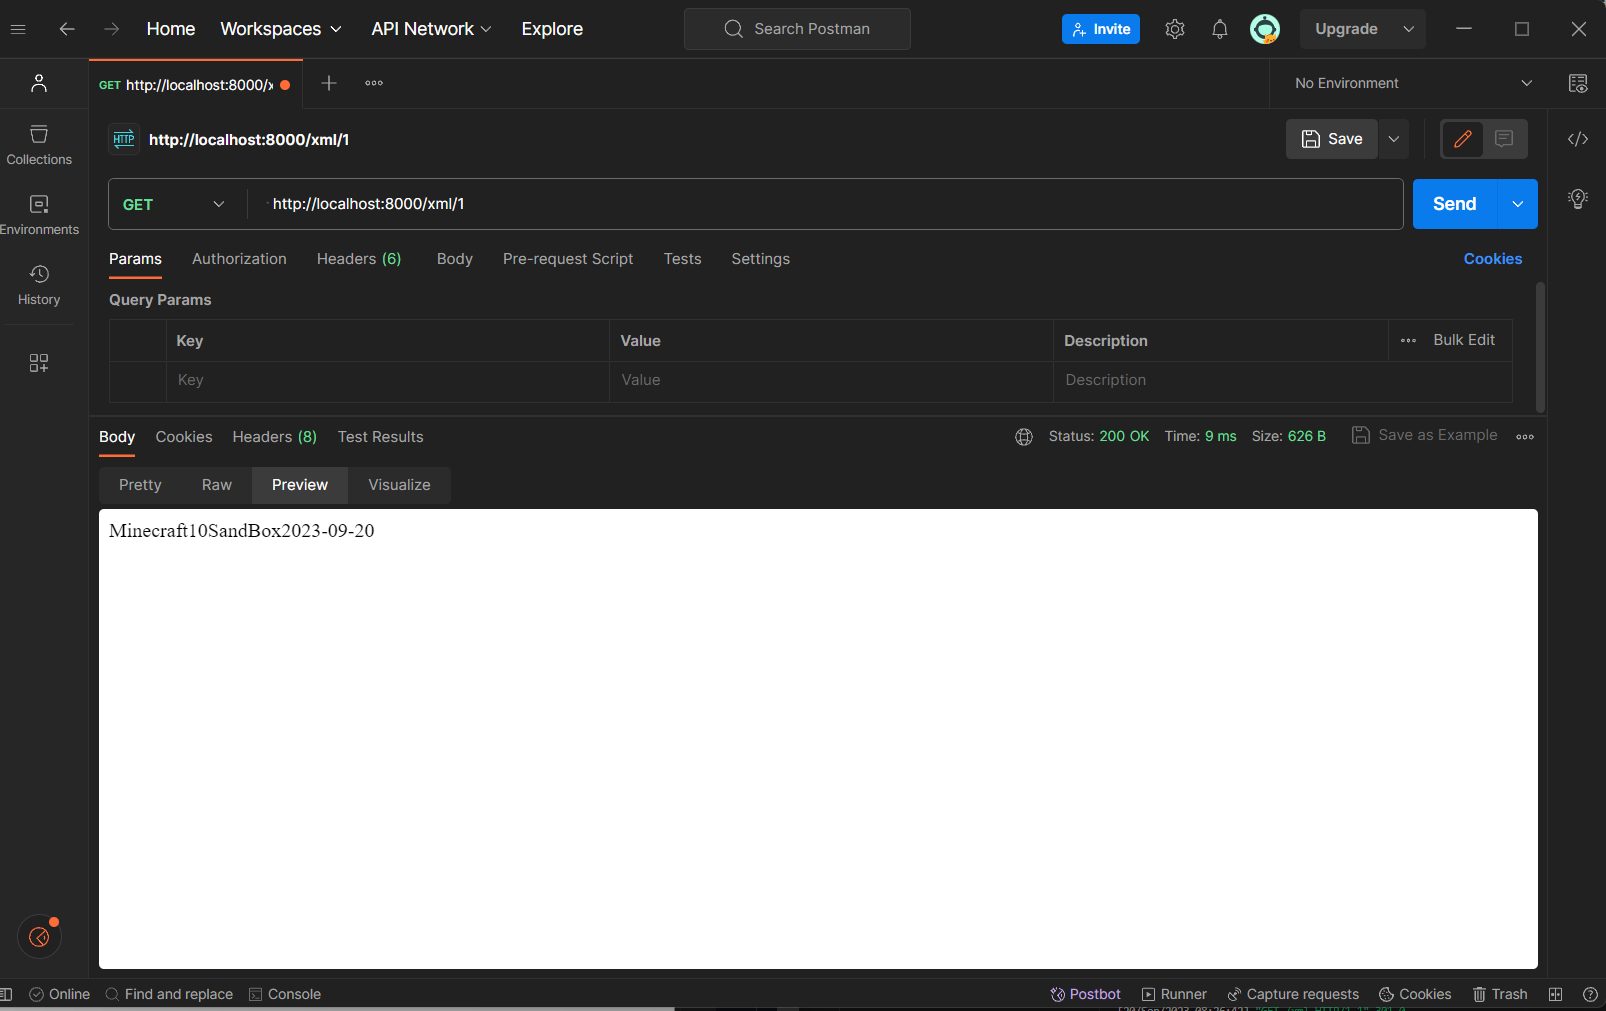 Home Workspaces API Network Explore Search Postman Invite Upgrade
GET http://localhost:8000/x No Environment
HTTP http://localhost:8000/xml/1 Save
Collections
GET http://localhost:8000/xml/1 Send
Environments
Params Authorization Headers (6) Body Pre-request Script Tests Settings Cookies
History
Query Params
Key Value Description Bulk Edit
Key Value Description
Body Cookies Headers (8) Test Results Status: 200 OK Time: 9 ms Size: 626 B Save as Example
Pretty Raw Preview Visualize
Minecraft10SandBox2023-09-20
Online Find and replace Console Postbot Runner Capture requests Cookies Trash